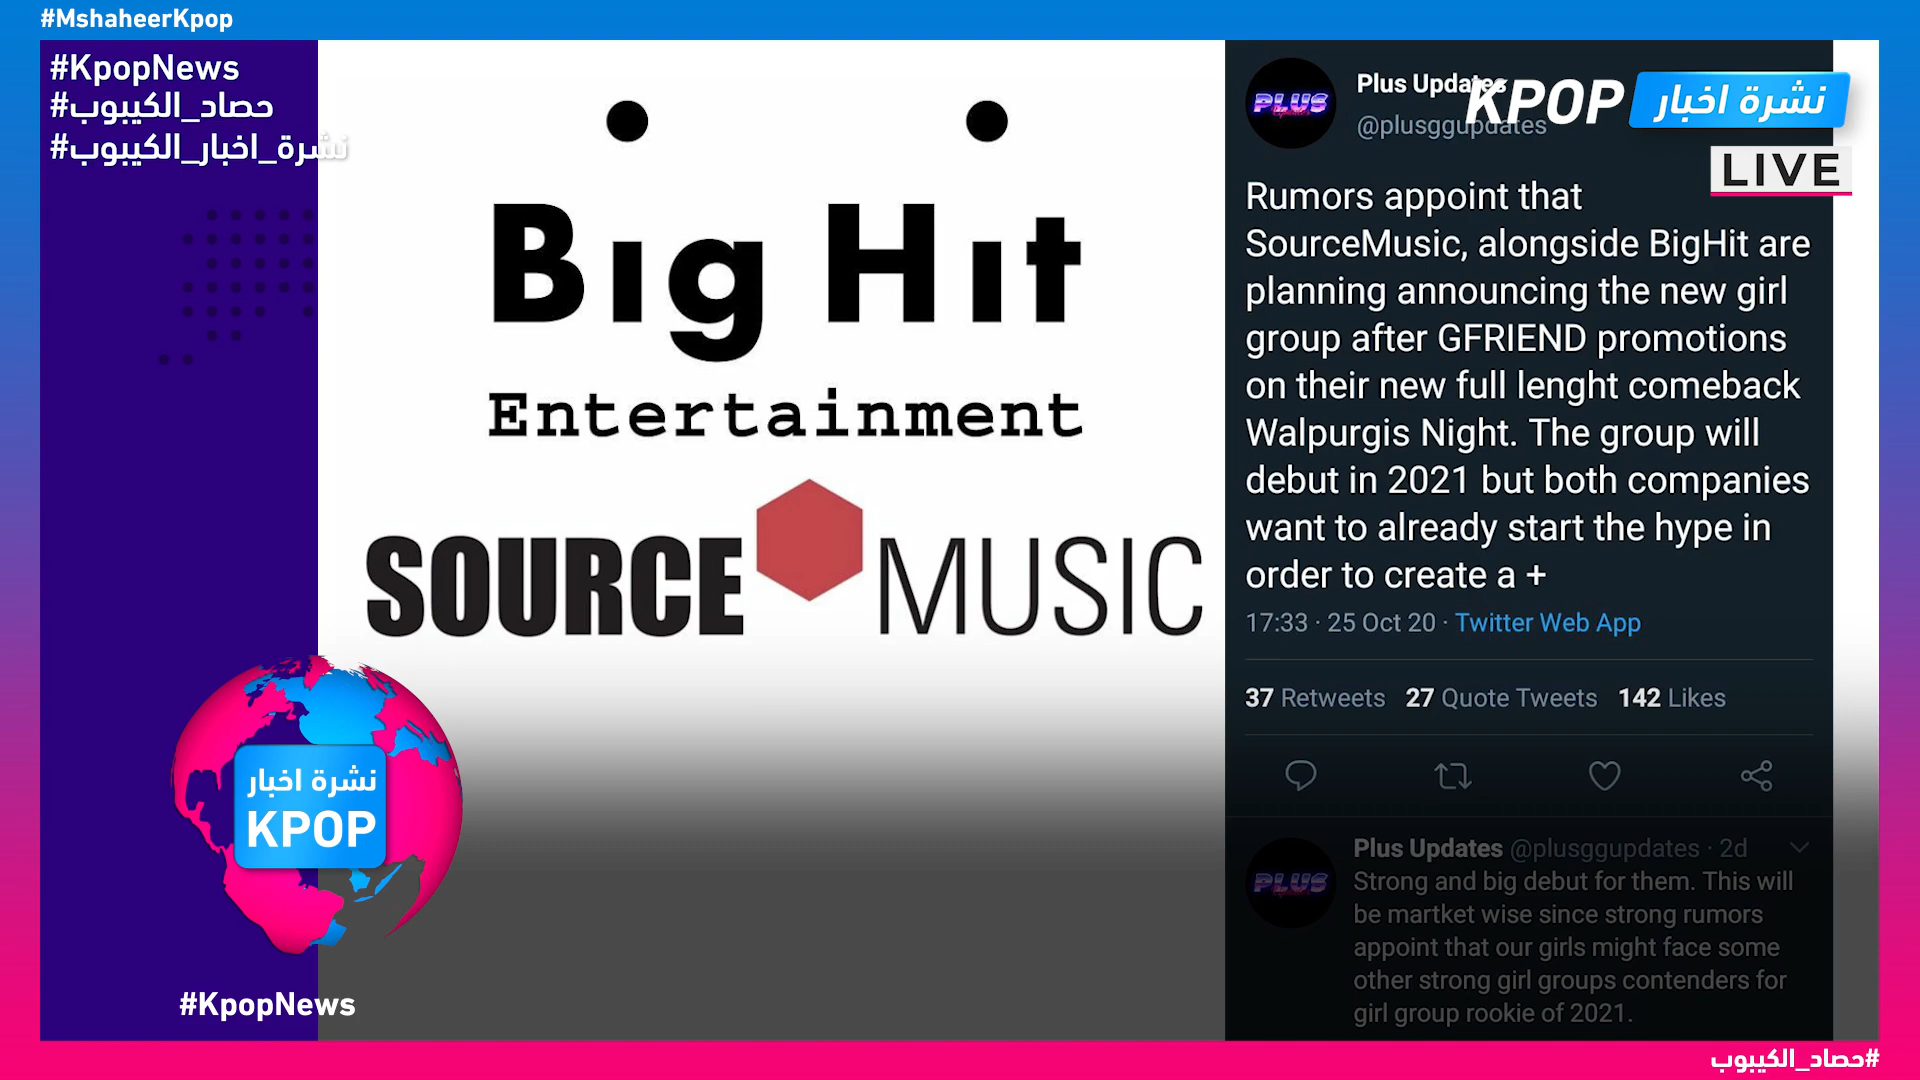 #MshaheerKpop
#KpopNews
#حصاد_الكيبوب
#نشرة_اخبار_الكيبوب
Big Hit
Entertainment
SOURCE MUSIC
Plus Updates
@plusggupdates
KPOP نشرة اخبار
LIVE
Rumors appoint that
SourceMusic, alongside BigHit are
planning announcing the new girl
group after GFRIEND promotions
on their new full lenght comeback
Walpurgis Night. The group will
debut in 2021 but both companies
want to already start the hype in
order to create a +
17:33 · 25 Oct 20 · Twitter Web App
37 Retweets 27 Quote Tweets 142 Likes
PLUS
Plus Updates @plusggupdates · 2d
Strong and big debut for them. This will
be martket wise since strong rumors
appoint that our girls might face some
other strong girl groups contenders for
girl group rookie of 2021.
PLUS
نشرة اخبار
KPOP
#KpopNews
#حصاد_الكيبوب